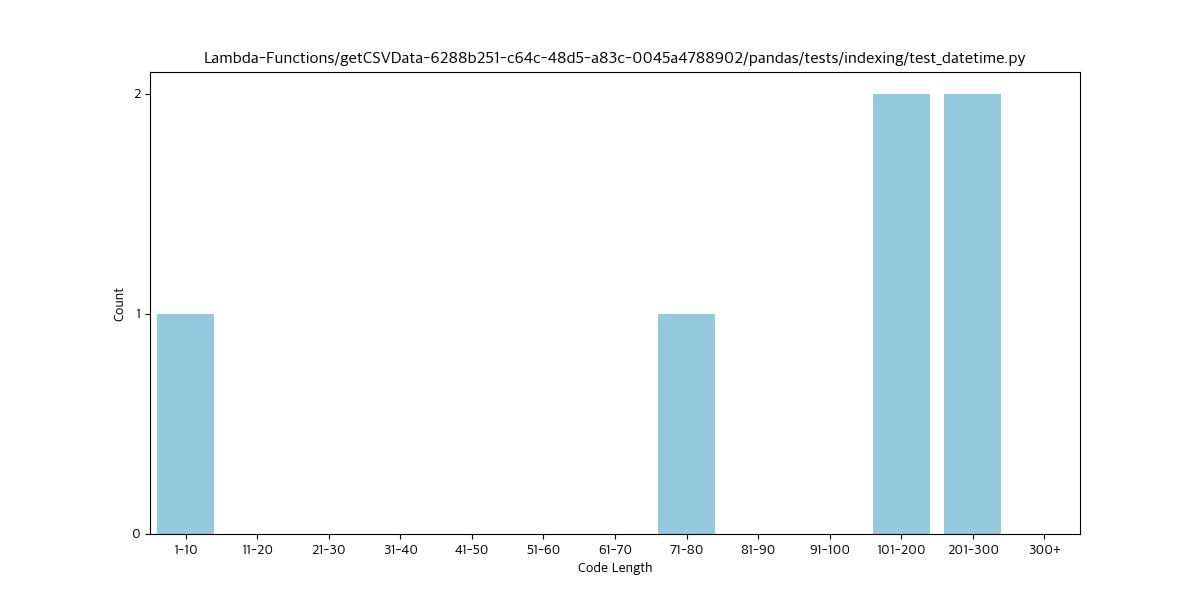 Lambda-Functions/getCSVData-6288b251-c64c-48d5-a83c-0045a4788902/pandas/tests/indexing/test_datetime.py
2
1
0
Count
1-10 11-20 21-30 31-40 41-50 51-60 61-70 71-80 81-90 91-100 101-200 201-300 300+
Code Length